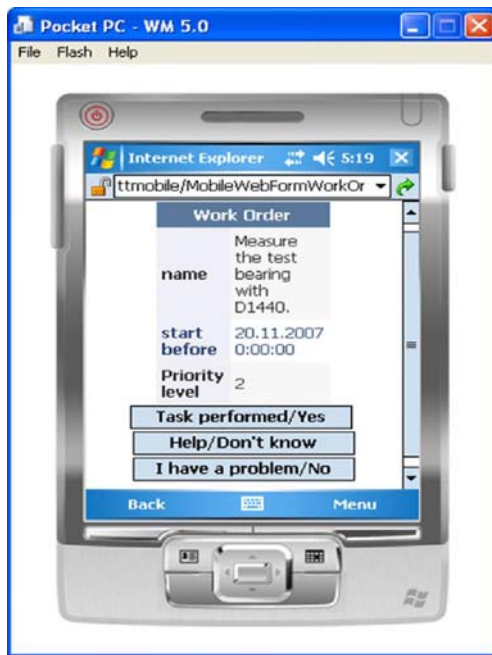 Pocket PC - WM 5.0
File Flash Help
Internet Explorer 5:19
ttmobile/MobileWebFormWorkOr
Work Order
name
Measure
the test
bearing
with
D1440.
start
before
20.11.2007
0:00:00
Priority
level
2
Task performed/Yes
Help/Don't know
I have a problem/No
Back Menu